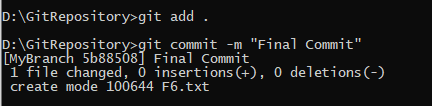 D:\GitRepository>git add .
D:\GitRepository>git commit -m "Final Commit"
[MyBranch 5b88508] Final Commit
1 file changed, 0 insertions(+), 0 deletions(-)
create mode 100644 F6.txt